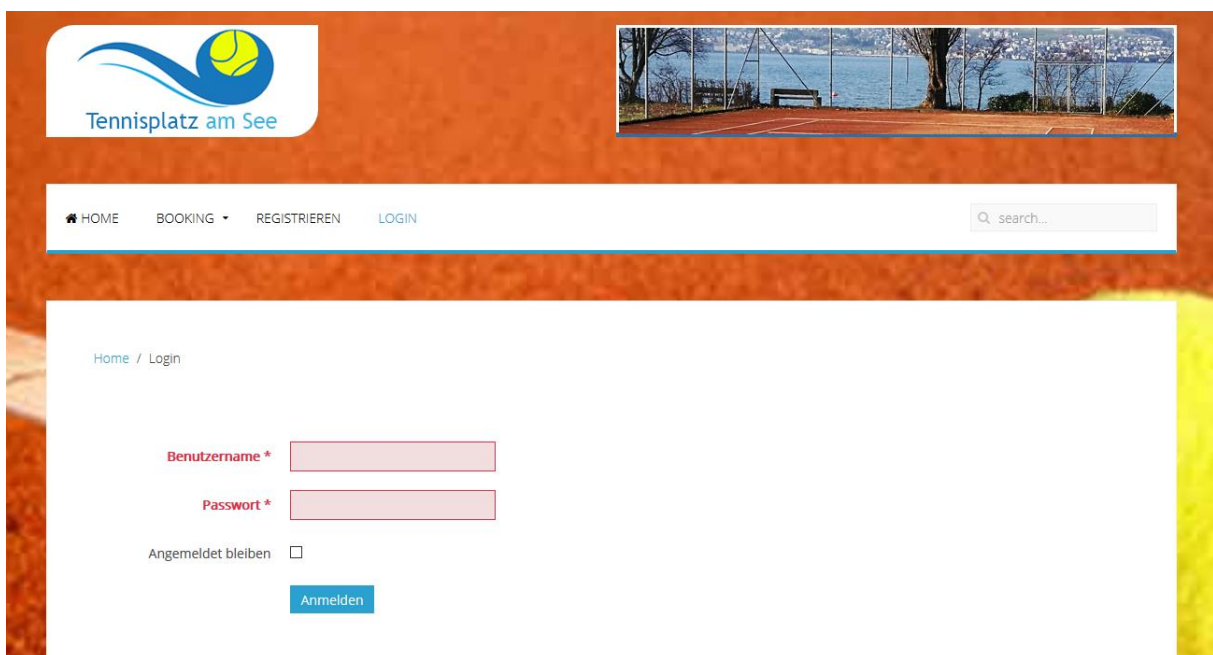 Tennisplatz am See
HOME BOOKING REGISTRIEREN LOGIN search...
Home / Login
Benutzername *
Passwort *
Angemeldet bleiben
Anmelden